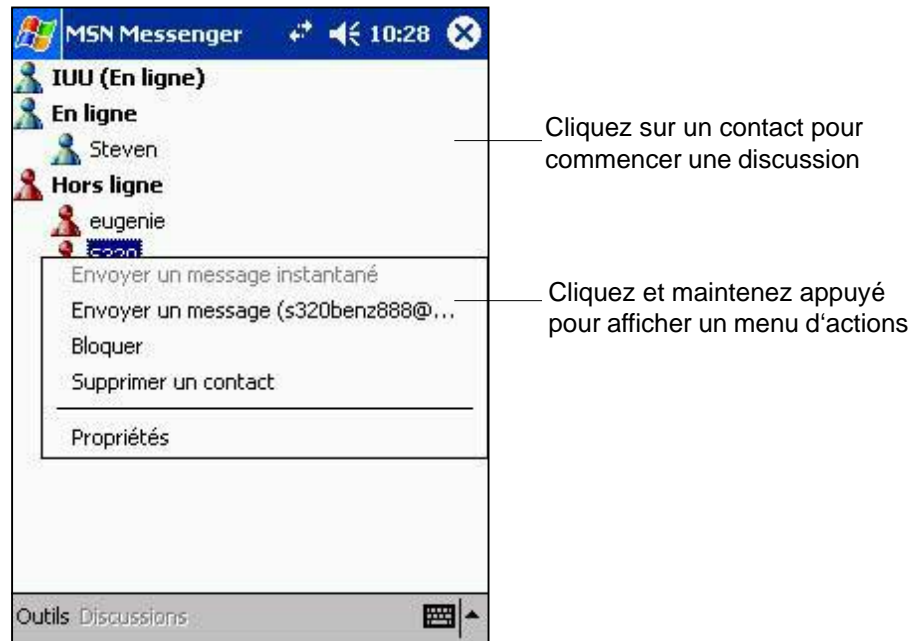 MSN Messenger 10:28
IUU (En ligne)
En ligne
Steven
Hors ligne
eugenie
Envoyer un message instantané
Envoyer un message (s320benz888@...
Bloquer
Supprimer un contact
Propriétés
Outils Discussions
Cliquez sur un contact pour
commencer une discussion
Cliquez et maintenez appuyé
pour afficher un menu d‘actions